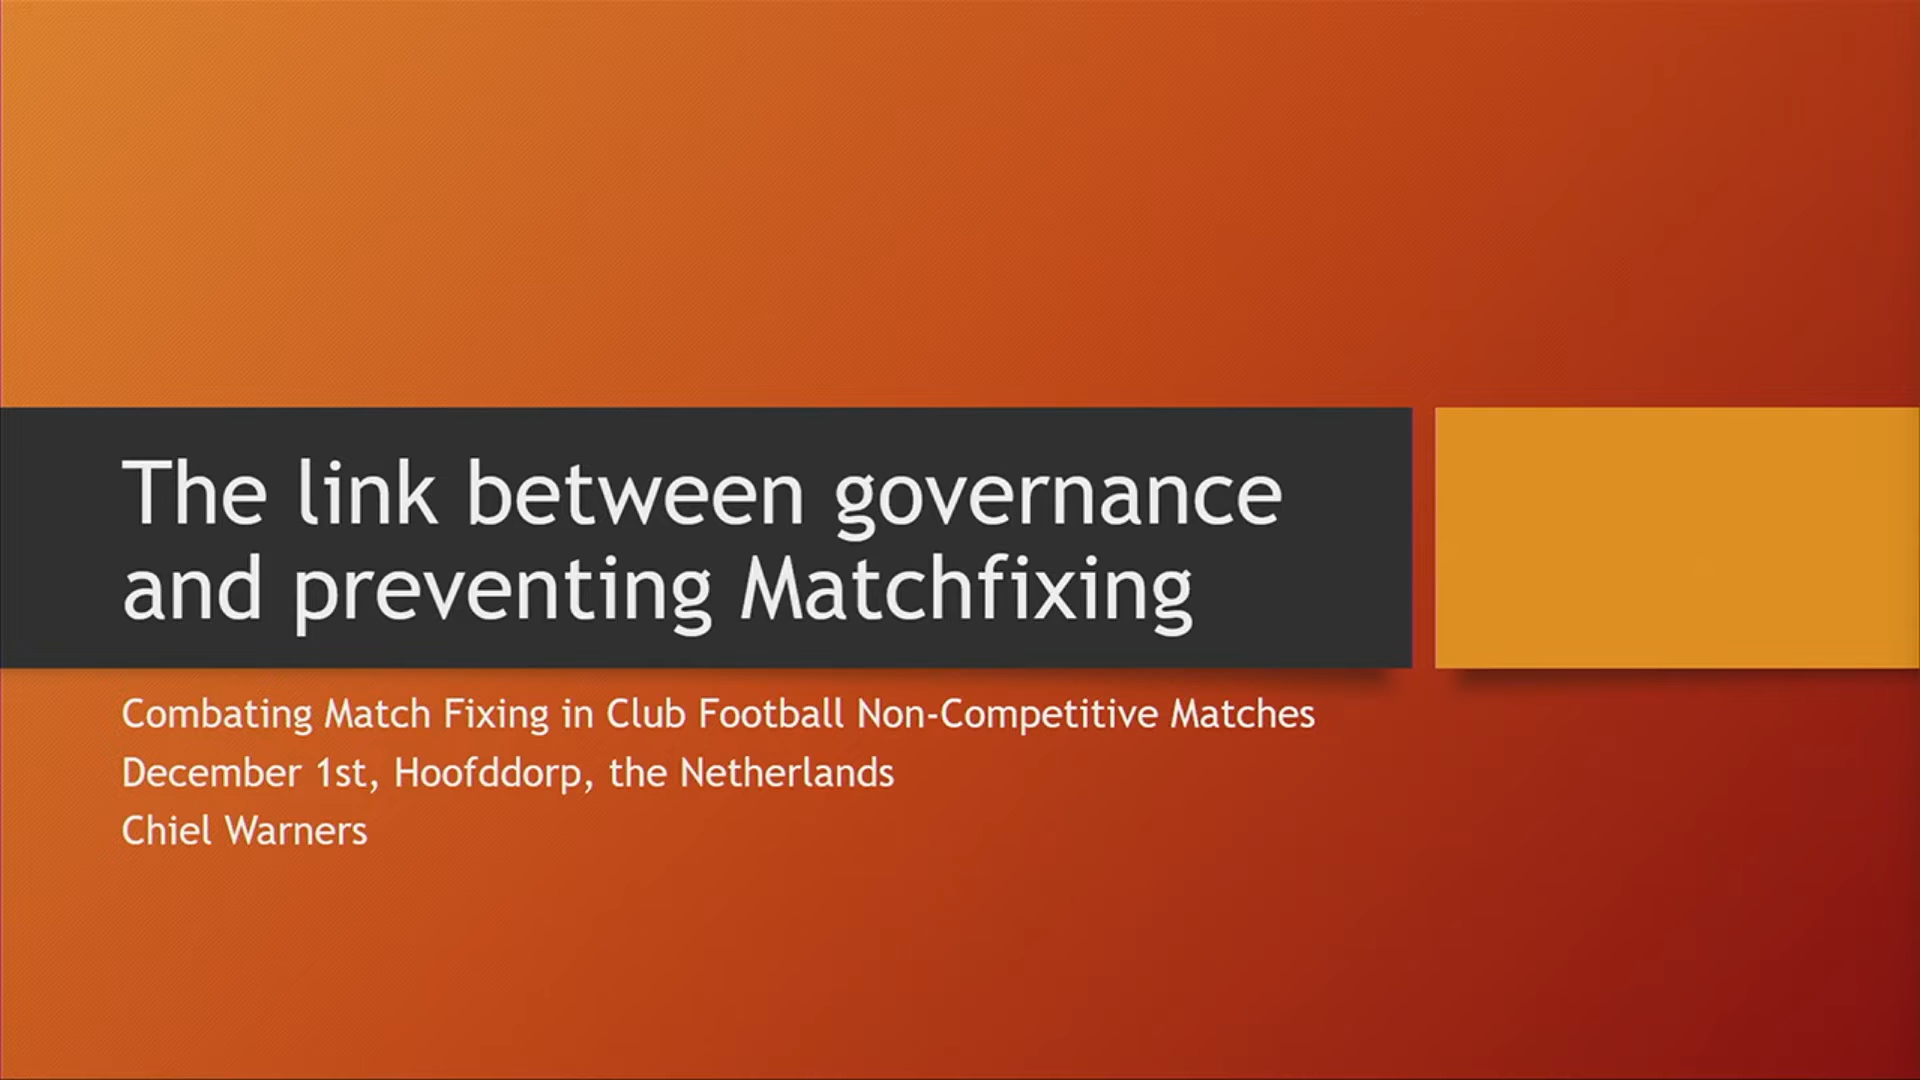 The link between governance
and preventing Matchfixing
Combating Match Fixing in Club Football Non-Competitive Matches
December 1st, Hoofddorp, the Netherlands
Chiel Warners